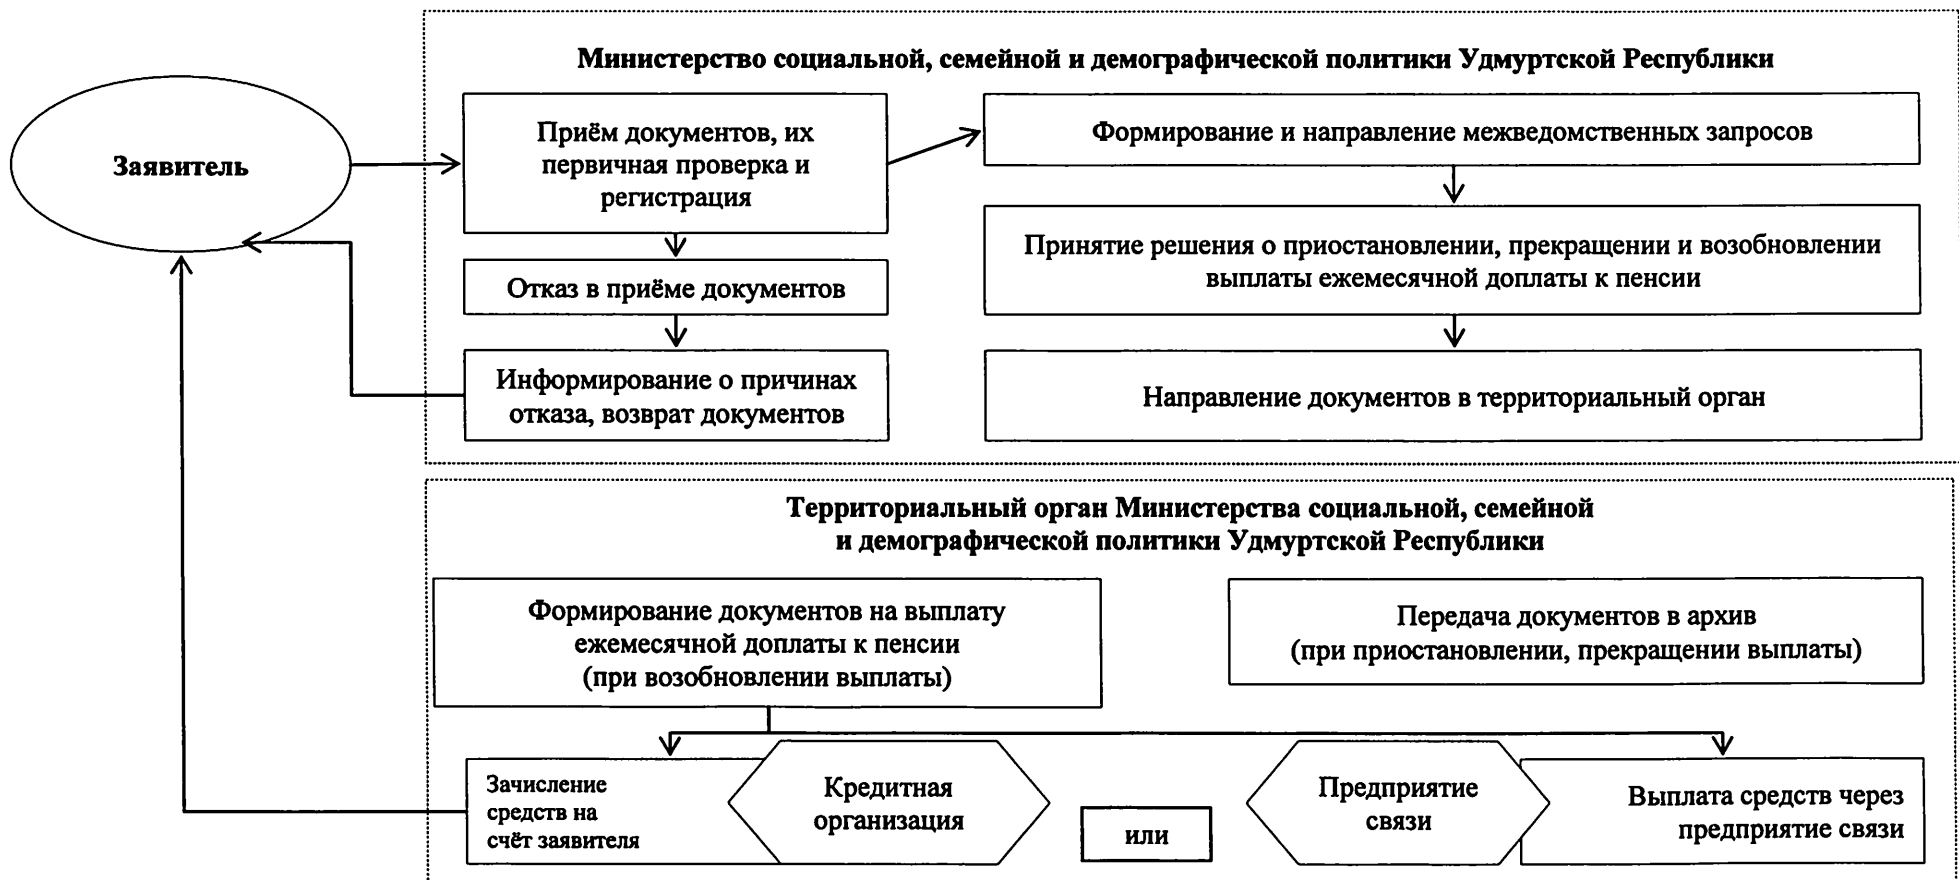 Министерство социальной, семейной и демографической политики Удмуртской Республики
Заявитель
Приём документов, их
первичная проверка и
регистрация
Формирование и направление межведомственных запросов
Принятие решения о приостановлении, прекращении и возобновлении
выплаты ежемесячной доплаты к пенсии
Отказ в приёме документов
Информирование о причинах
отказа, возврат документов
Направление документов в территориальный орган
Территориальный орган Министерства социальной, семейной
и демографической политики Удмуртской Республики
Формирование документов на выплату
ежемесячной доплаты к пенсии
(при возобновлении выплаты)
Передача документов в архив
(при приостановлении, прекращении выплаты)
Зачисление
средств на
счёт заявителя
Кредитная
организация
или
Предприятие
связи
Выплата средств через
предприятие связи